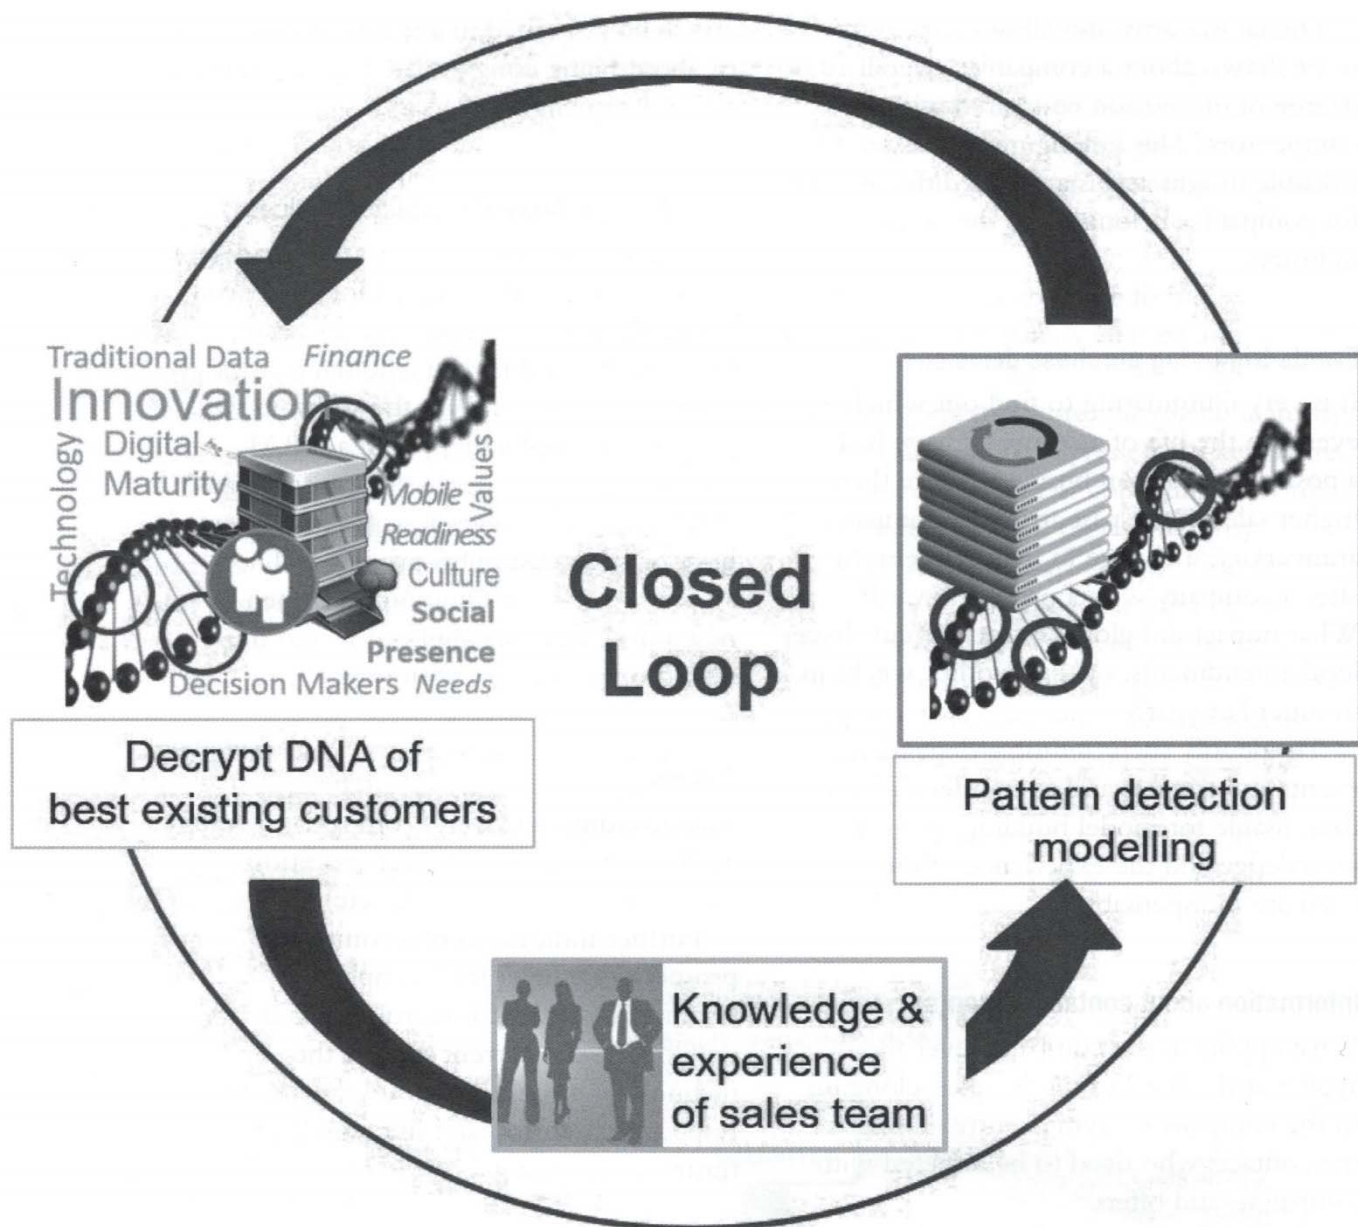 Traditional Data
Finance
Innovation
Digital
Maturity
Technology
Values
Mobile
Readiness
Culture
Social
Presence
Decision Makers
Needs
Closed
Loop
Decrypt DNA of
best existing customers
Pattern detection
modelling
Knowledge &
experience
of sales team